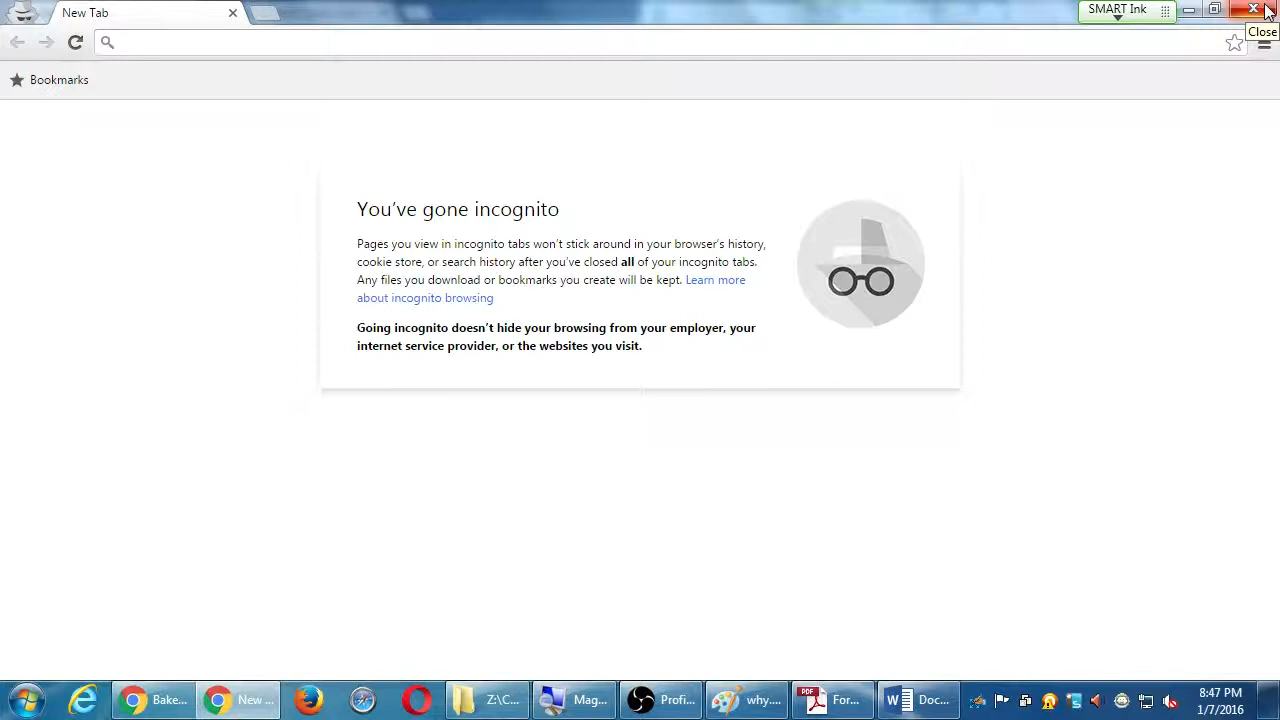 New Tab
SMART Ink
Close
Bookmarks
You've gone incognito
Pages you view in incognito tabs won't stick around in your browser's history,
cookie store, or search history after you've closed all of your incognito tabs.
Any files you download or bookmarks you create will be kept. Learn more
about incognito browsing
Going incognito doesn't hide your browsing from your employer, your
internet service provider, or the websites you visit.
Bake... New ... Z:\C... Mag... Profi... why.... PDF For... Doc... 8:47 PM
1/7/2016